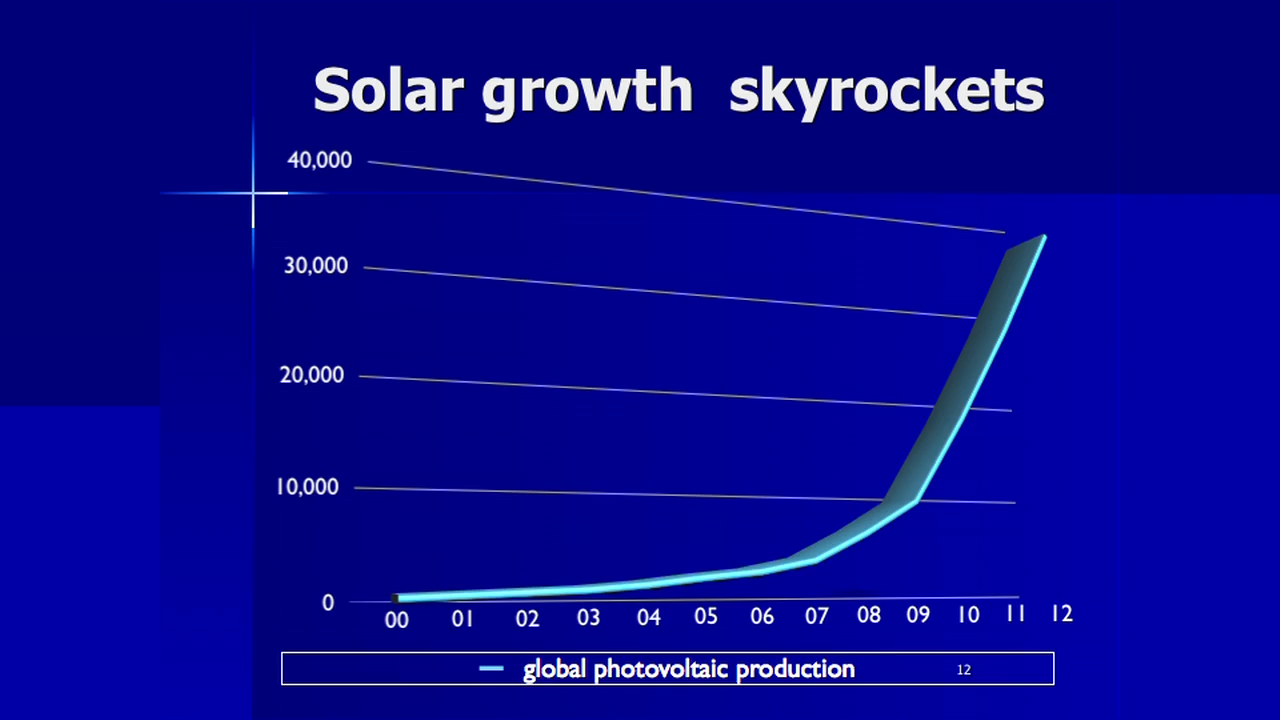 Solar growth skyrockets
40,000
30,000
20,000
10,000
0
00 01 02 03 04 05 06 07 08 09 10 11 12
global photovoltaic production
12